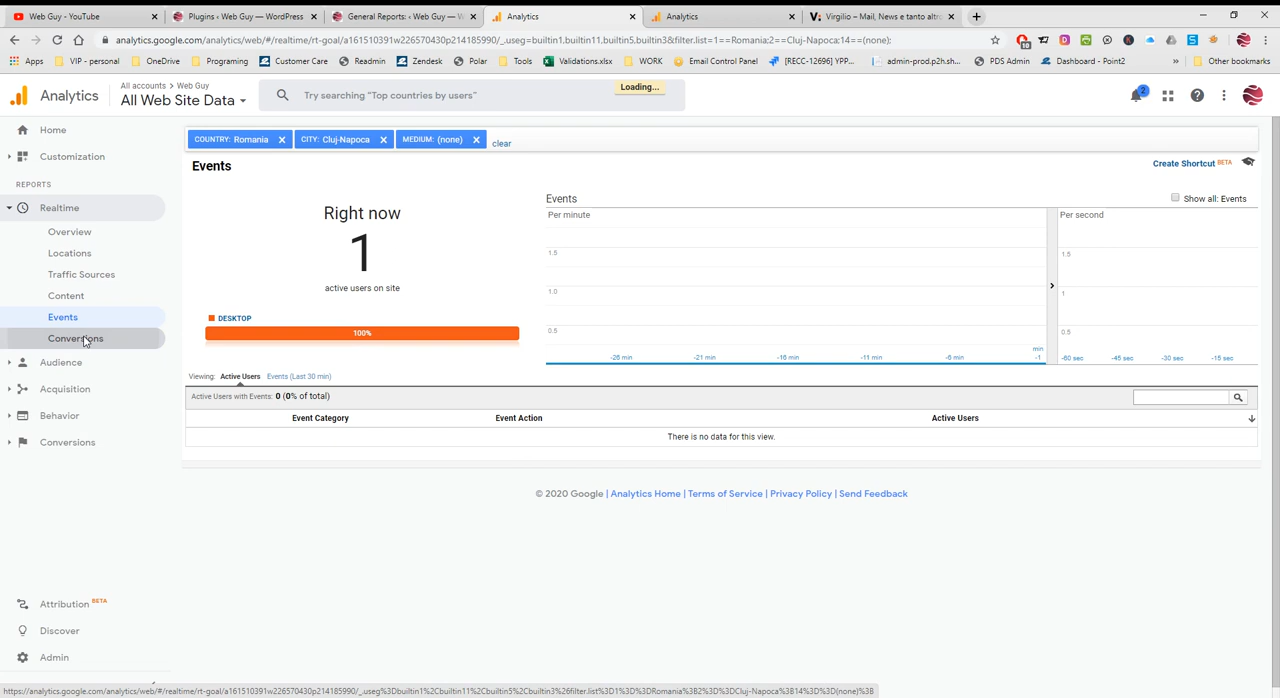 Web Guy - YouTube
Plugins ‹ Web Guy — WordPress
General Reports: ‹ Web Guy — W
Analytics
Analytics
Virgilio – Mail, News e tanto altro
analytics.google.com/analytics/web/#/realtime/rt-goal/a161510391w226570430p214185990/_.useg=builtin1,builtin11,builtin5,builtin3&filter.list=1==Romania;2==Cluj-Napoca;14==(none);
10
Apps
VIP - personal
OneDrive
Programing
Customer Care
Readmin
Zendesk
Polar
Tools
Validations.xlsx
WORK
Email Control Panel
[RECC-12696] YPP...
admin-prod.p2h.sh...
PDS Admin
Dashboard - Point2
»
Other bookmarks
Analytics
All accounts > Web Guy
All Web Site Data
Try searching "Top countries by users"
Loading...
2
Home
Customization
REPORTS
Realtime
Overview
Locations
Traffic Sources
Content
Events
Conversions
Audience
Acquisition
Behavior
Conversions
Attribution BETA
Discover
Admin
COUNTRY: Romania
CITY: Cluj-Napoca
MEDIUM: (none)
clear
Events
Create Shortcut BETA
Right now
1
active users on site
DESKTOP
100%
Events
Show all: Events
Per minute
Per second
1.5
1.0
0.5
-26 min
-21 min
-16 min
-11 min
-6 min
min
-1
1.5
1
0.5
-60 sec
-45 sec
-30 sec
-15 sec
Viewing: Active Users Events (Last 30 min)
Active Users with Events: 0 (0% of total)
Event Category
Event Action
Active Users
There is no data for this view.
© 2020 Google | Analytics Home | Terms of Service | Privacy Policy | Send Feedback
https://analytics.google.com/analytics/web/#/realtime/rt-goal/a161510391w226570430p214185990/_.useg%3Dbuiltin1%2Cbuiltin11%2Cbuiltin5%2Cbuiltin3%26filter.list%3D1%3D%3DRomania%3B2%3D%3DCluj-Napoca%3B14%3D%3D(none)%3B